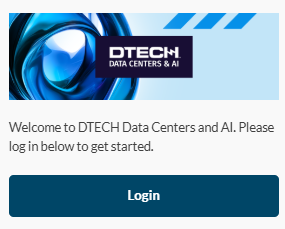 DTECH
DATA CENTERS & AI
Welcome to DTECH Data Centers and AI. Please
log in below to get started.
Login